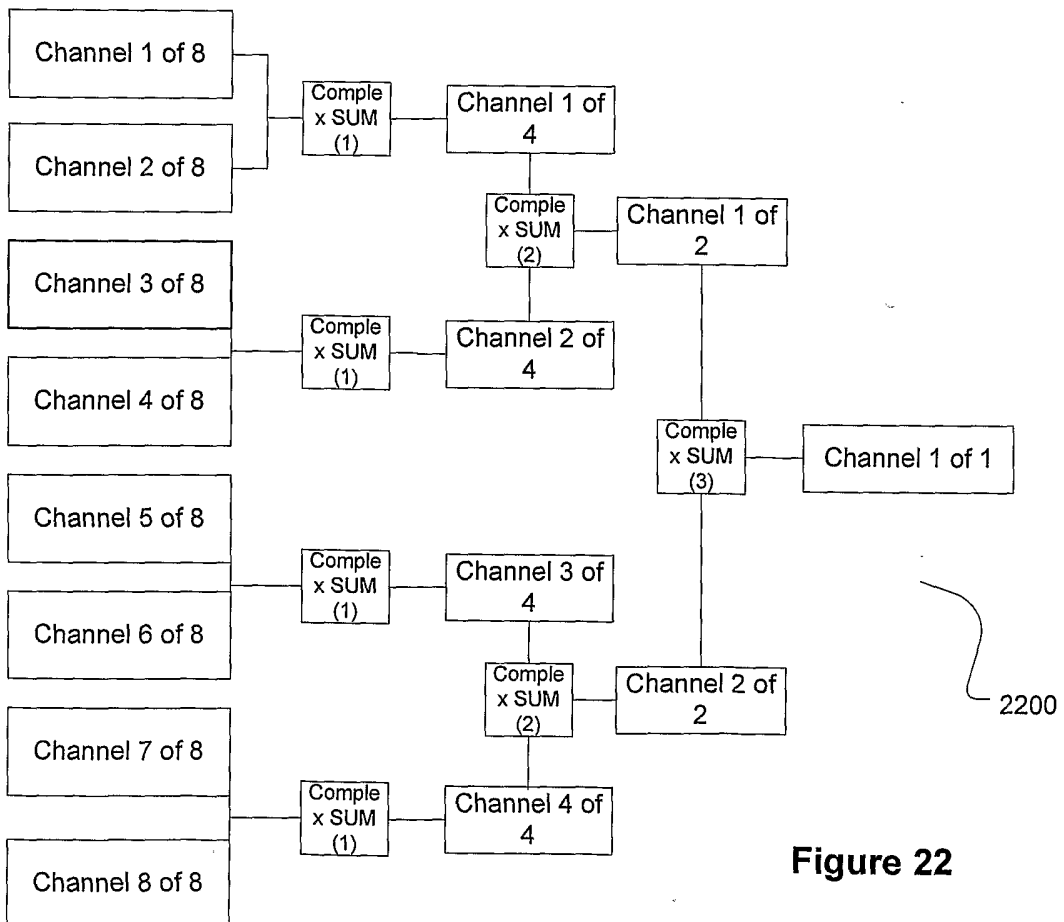 Channel 1 of 8
Channel 2 of 8
Channel 3 of 8
Channel 4 of 8
Channel 5 of 8
Channel 6 of 8
Channel 7 of 8
Channel 8 of 8
Comple
x SUM
(1)
Comple
x SUM
(1)
Comple
x SUM
(1)
Comple
x SUM
(1)
Channel 1 of
4
Channel 2 of
4
Channel 3 of
4
Channel 4 of
4
Comple
x SUM
(2)
Comple
x SUM
(2)
Channel 1 of
2
Channel 2 of
2
Comple
x SUM
(3)
Channel 1 of 1
2200
Figure 22